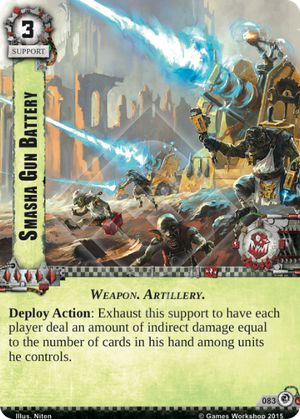 3
SUPPORT
SMASHA GUN BATTERY
WEAPON. ARTILLERY.
Deploy Action: Exhaust this support to have each
player deal an amount of indirect damage equal
to the number of cards in his hand among units
he controls.
083
Illus. Niten
© Games Workshop 2015